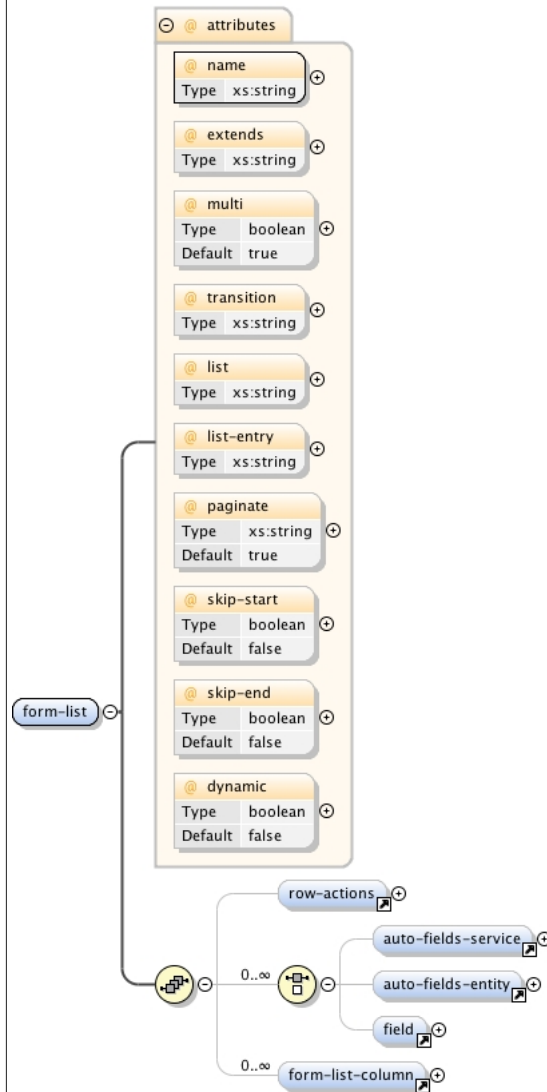 @ attributes
@ name
Type xs:string
@ extends
Type xs:string
@ multi
Type boolean
Default true
@ transition
Type xs:string
@ list
Type xs:string
@ list-entry
Type xs:string
@ paginate
Type xs:string
Default true
@ skip-start
Type boolean
Default false
@ skip-end
Type boolean
Default false
form-list
@ dynamic
Type boolean
Default false
row-actions
auto-fields-service
0..∞
auto-fields-entity
field
0..∞
form-list-column